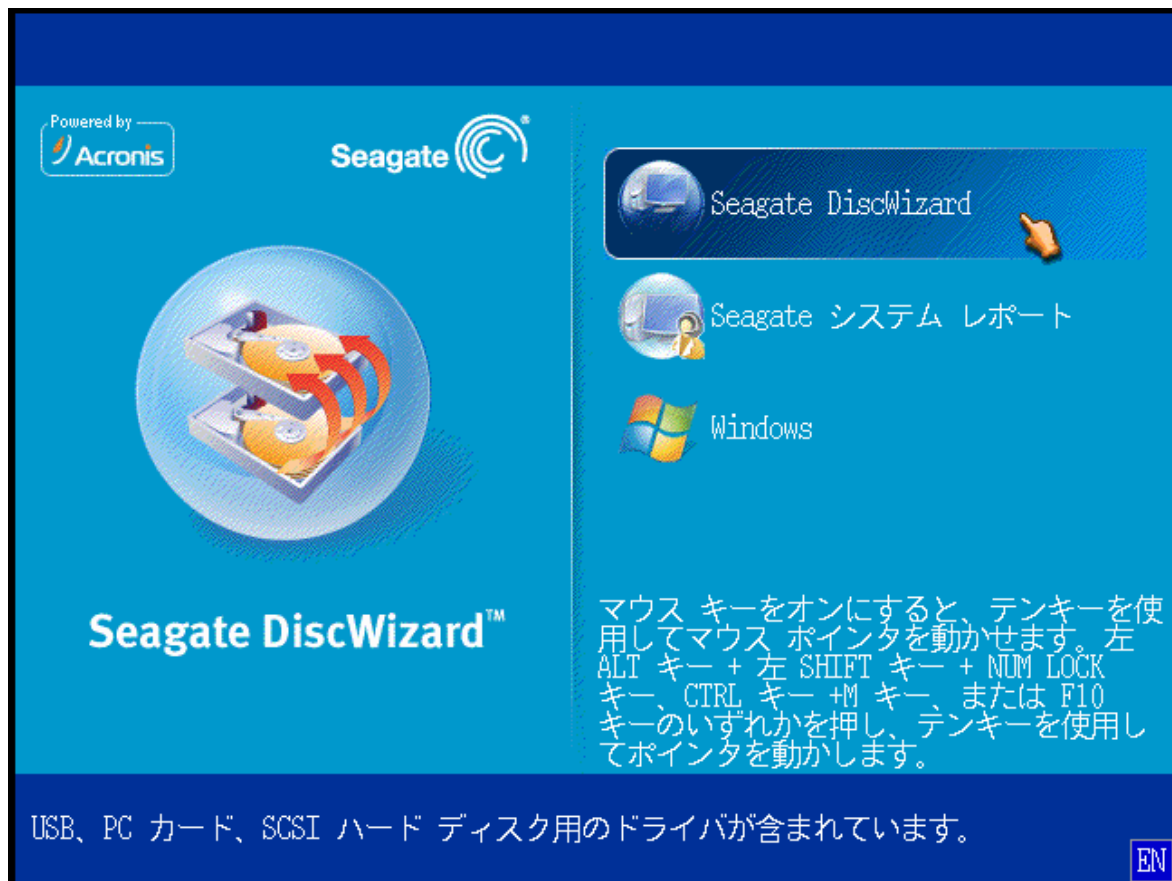 Powered by
Acronis
Seagate
Seagate DiscWizard™
Seagate DiscWizard
Seagate システム レポート
Windows
マウス キーをオンにすると、テンキーを使
用してマウス ポインタを動かせます。左
ALT キー + 左 SHIFT キー + NUM LOCK
キー、CTRL キー +M キー、または F10
キーのいずれかを押し、テンキーを使用し
てポインタを動かします。
USB、PC カード、SCSI ハード ディスク用のドライバが含まれています。
EN